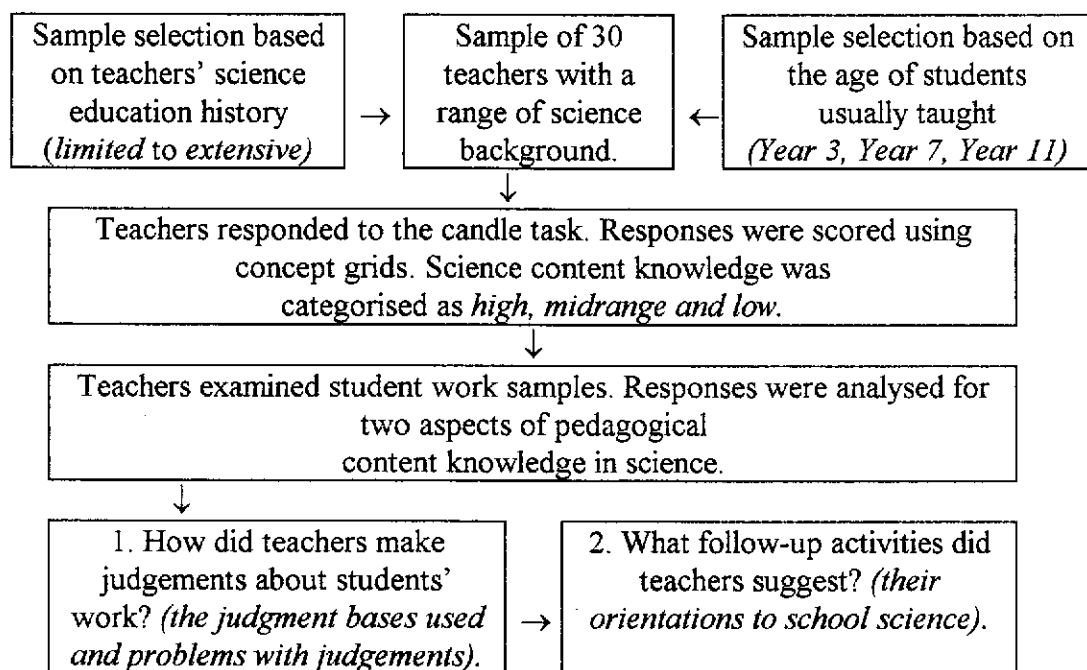 Sample selection based
on teachers' science
education history
(limited to extensive)
→
Sample of 30
teachers with a
range of science
background.
←
Sample selection based on
the age of students
usually taught
(Year 3, Year 7, Year 11)
↓
Teachers responded to the candle task. Responses were scored using
concept grids. Science content knowledge was
categorised as high, midrange and low.
↓
Teachers examined student work samples. Responses were analysed for
two aspects of pedagogical
content knowledge in science.
↓
1. How did teachers make
judgements about students'
work? (the judgment bases used
and problems with judgements).
→
2. What follow-up activities did
teachers suggest? (their
orientations to school science).